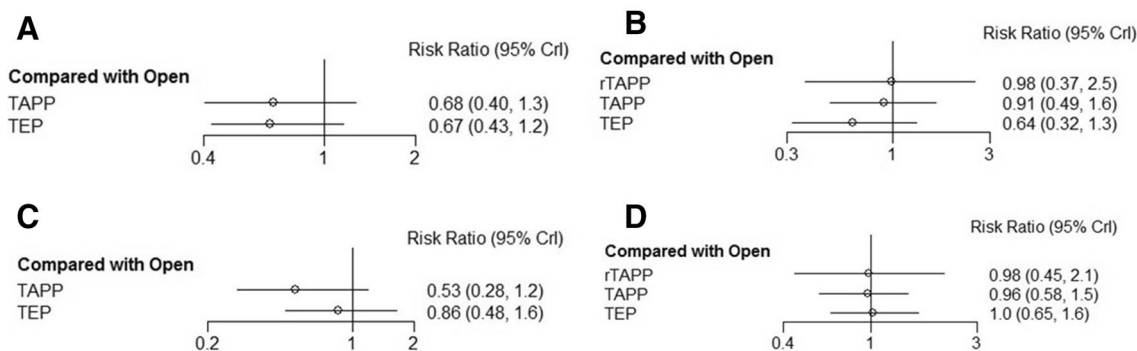 A
Risk Ratio (95% CrI)
Compared with Open
TAPP 0.68 (0.40, 1.3)
TEP 0.67 (0.43, 1.2)
0.4 1 2
B
Risk Ratio (95% CrI)
Compared with Open
rTAPP 0.98 (0.37, 2.5)
TAPP 0.91 (0.49, 1.6)
TEP 0.64 (0.32, 1.3)
0.3 1 3
C
Risk Ratio (95% CrI)
Compared with Open
TAPP 0.53 (0.28, 1.2)
TEP 0.86 (0.48, 1.6)
0.2 1 2
D
Risk Ratio (95% CrI)
Compared with Open
rTAPP 0.98 (0.45, 2.1)
TAPP 0.96 (0.58, 1.5)
TEP 1.0 (0.65, 1.6)
0.4 1 3